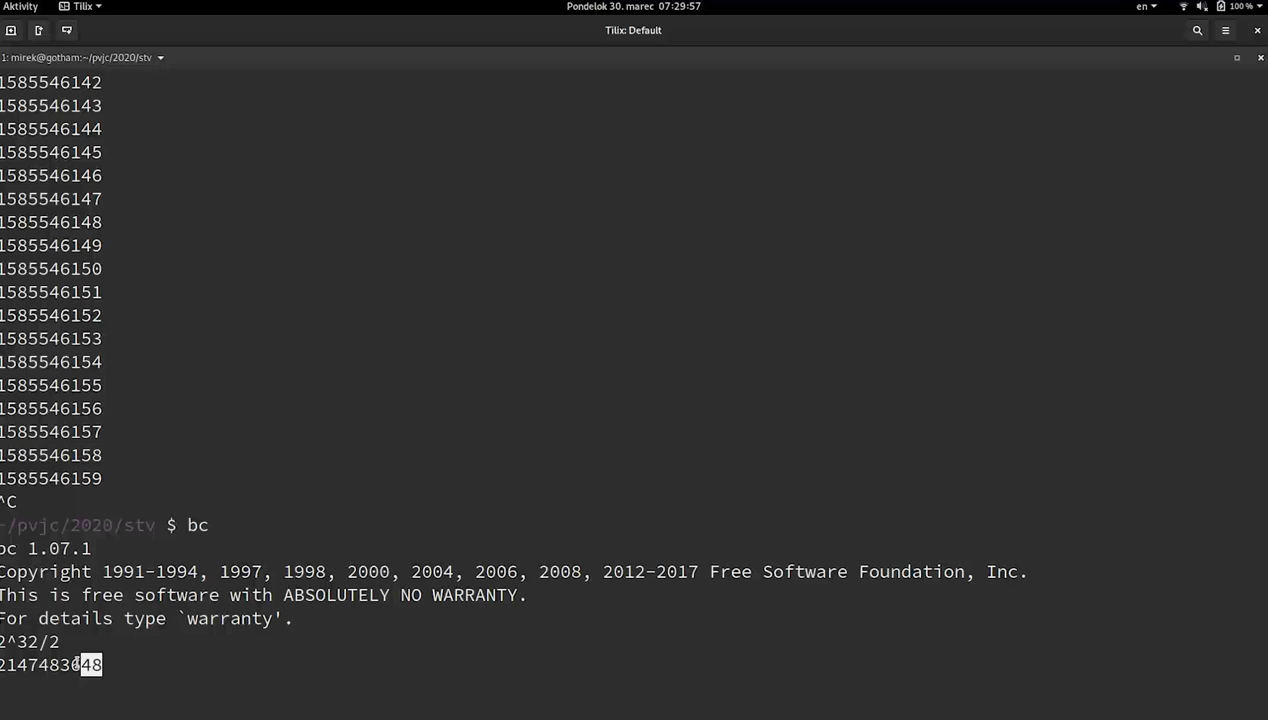 Aktivity Tilix Pondelok 30. marec 07:29:57 en 100 %
Tilix: Default
1: mirek@gotham:~/pvjc/2020/stv
1585546142
1585546143
1585546144
1585546145
1585546146
1585546147
1585546148
1585546149
1585546150
1585546151
1585546152
1585546153
1585546154
1585546155
1585546156
1585546157
1585546158
1585546159
^C
~/pvjc/2020/stv $ bc
bc 1.07.1
Copyright 1991-1994, 1997, 1998, 2000, 2004, 2006, 2008, 2012-2017 Free Software Foundation, Inc.
This is free software with ABSOLUTELY NO WARRANTY.
For details type `warranty'.
2^32/2
2147483648